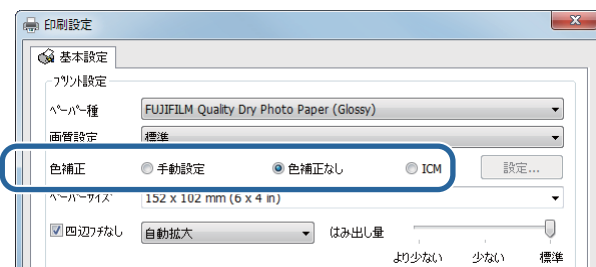 印刷設定
基本設定
プリント設定
ペーパー種 FUJIFILM Quality Dry Photo Paper (Glossy)
画質設定 標準
色補正 手動設定 色補正なし ICM 設定...
ペーパーサイズ 152 x 102 mm (6 x 4 in)
四辺フチなし 自動拡大 はみ出し量
より少ない 少ない 標準